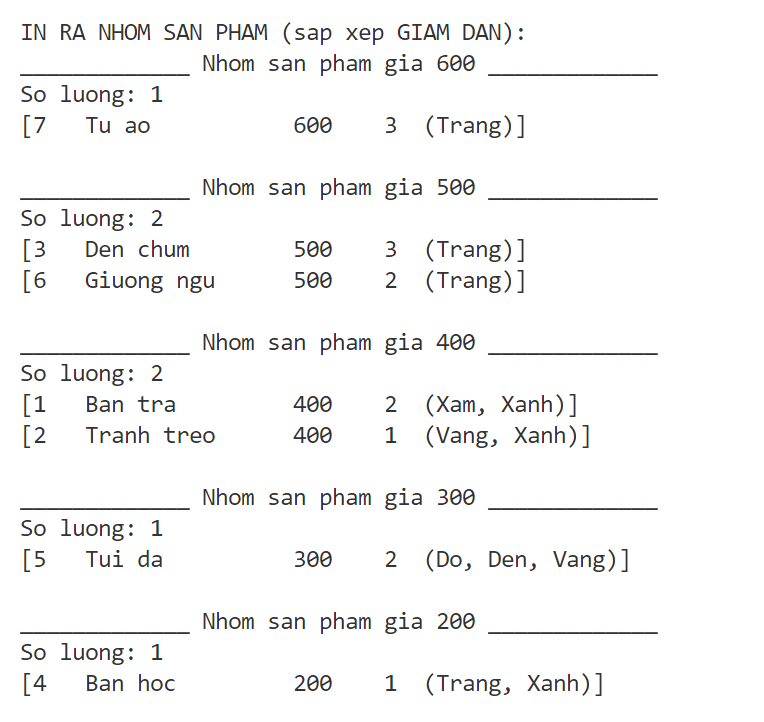 IN RA NHOM SAN PHAM (sap xep GIAM DAN):
_____________ Nhom san pham gia 600 _____________
So luong: 1
[7   Tu ao           600    3  (Trang)]
_____________ Nhom san pham gia 500 _____________
So luong: 2
[3   Den chum        500    3  (Trang)]
[6   Giuong ngu      500    2  (Trang)]
_____________ Nhom san pham gia 400 _____________
So luong: 2
[1   Ban tra         400    2  (Xam, Xanh)]
[2   Tranh treo      400    1  (Vang, Xanh)]
_____________ Nhom san pham gia 300 _____________
So luong: 1
[5   Tui da          300    2  (Do, Den, Vang)]
_____________ Nhom san pham gia 200 _____________
So luong: 1
[4   Ban hoc         200    1  (Trang, Xanh)]